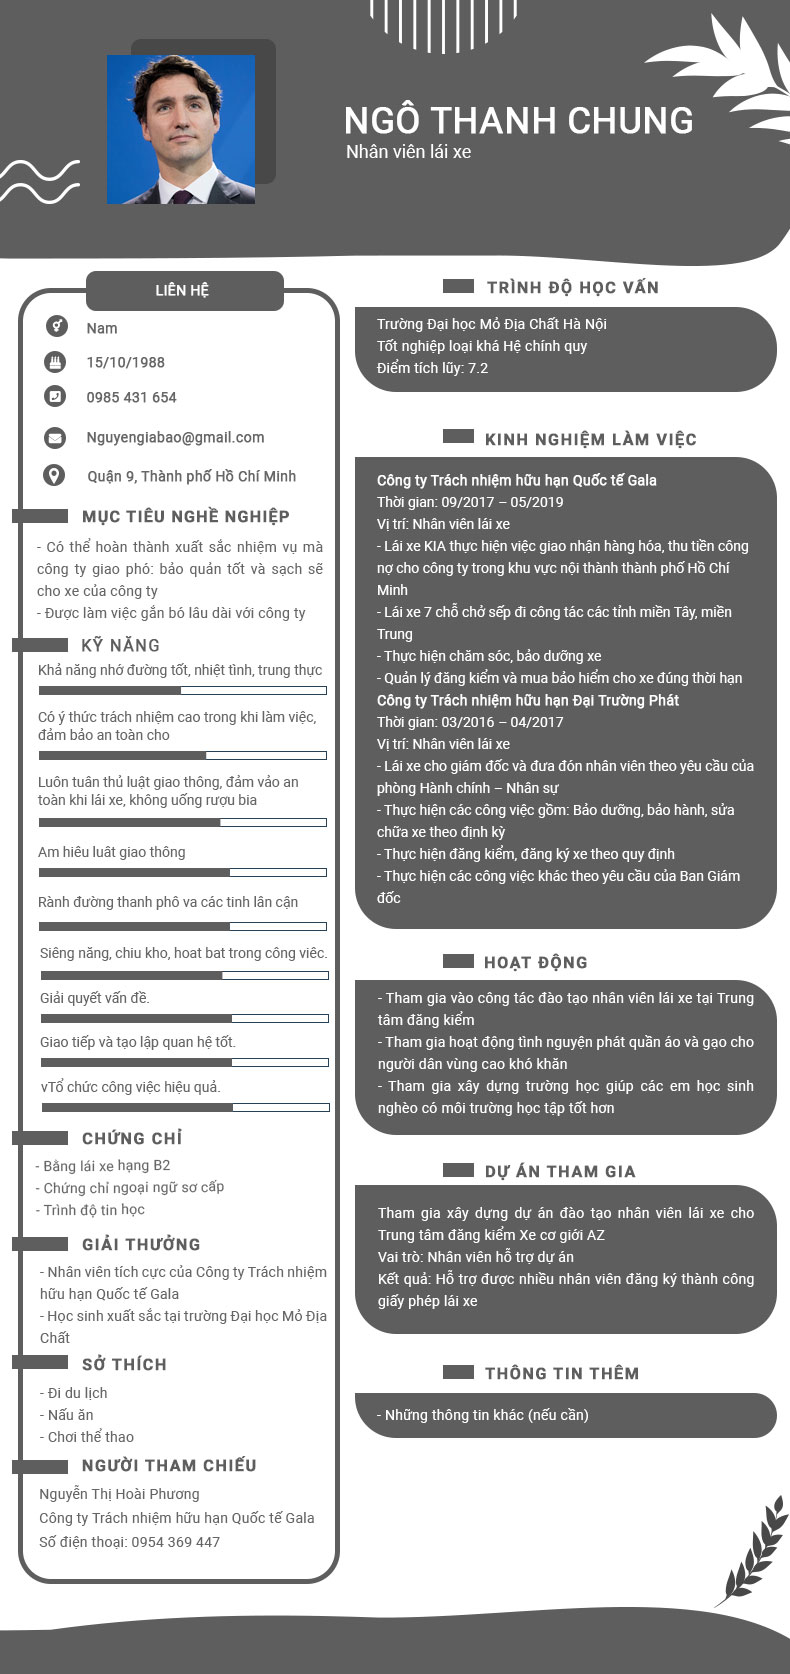 NGÔ THANH CHUNG
Nhân viên lái xe
LIÊN HỆ
Nam
15/10/1988
0985 431 654
Nguyengiabao@gmail.com
Quận 9, Thành phố Hồ Chí Minh
MỤC TIÊU NGHỀ NGHIỆP
- Có thể hoàn thành xuất sắc nhiệm vụ mà
công ty giao phó: bảo quản tốt và sạch sẽ
cho xe của công ty
- Được làm việc gắn bó lâu dài với công ty
KỸ NĂNG
Khả năng nhớ đường tốt, nhiệt tình, trung thực
Có ý thức trách nhiệm cao trong khi làm việc,
đảm bảo an toàn cho
Luôn tuân thủ luật giao thông, đảm vảo an
toàn khi lái xe, không uống rượu bia
Am hiêu luât giao thông
Rành đường thanh phô va các tinh lân cận
Siêng năng, chiu kho, hoat bat trong công viêc.
Giải quyết vấn đề.
Giao tiếp và tạo lập quan hệ tốt.
vTổ chức công việc hiệu quả.
CHỨNG CHỈ
- Bằng lái xe hạng B2
- Chứng chỉ ngoại ngữ sơ cấp
- Trình độ tin học
GIẢI THƯỞNG
- Nhân viên tích cực của Công ty Trách nhiệm
hữu hạn Quốc tế Gala
- Học sinh xuất sắc tại trường Đại học Mỏ Địa
Chất
SỞ THÍCH
- Đi du lịch
- Nấu ăn
- Chơi thể thao
NGƯỜI THAM CHIẾU
Nguyễn Thị Hoài Phương
Công ty Trách nhiệm hữu hạn Quốc tế Gala
Số điện thoại: 0954 369 447
TRÌNH ĐỘ HỌC VẤN
Trường Đại học Mỏ Địa Chất Hà Nội
Tốt nghiệp loại khá Hệ chính quy
Điểm tích lũy: 7.2
KINH NGHIỆM LÀM VIỆC
Công ty Trách nhiệm hữu hạn Quốc tế Gala
Thời gian: 09/2017 – 05/2019
Vị trí: Nhân viên lái xe
- Lái xe KIA thực hiện việc giao nhận hàng hóa, thu tiền công
nợ cho công ty trong khu vực nội thành thành phố Hồ Chí
Minh
- Lái xe 7 chỗ chở sếp đi công tác các tỉnh miền Tây, miền
Trung
- Thực hiện chăm sóc, bảo dưỡng xe
- Quản lý đăng kiểm và mua bảo hiểm cho xe đúng thời hạn
Công ty Trách nhiệm hữu hạn Đại Trường Phát
Thời gian: 03/2016 – 04/2017
Vị trí: Nhân viên lái xe
- Lái xe cho giám đốc và đưa đón nhân viên theo yêu cầu của
phòng Hành chính – Nhân sự
- Thực hiện các công việc gồm: Bảo dưỡng, bảo hành, sửa
chữa xe theo định kỳ
- Thực hiện đăng kiểm, đăng ký xe theo quy định
- Thực hiện các công việc khác theo yêu cầu của Ban Giám
đốc
HOẠT ĐỘNG
- Tham gia vào công tác đào tạo nhân viên lái xe tại Trung
tâm đăng kiểm
- Tham gia hoạt động tình nguyện phát quần áo và gạo cho
người dân vùng cao khó khăn
- Tham gia xây dựng trường học giúp các em học sinh
nghèo có môi trường học tập tốt hơn
DỰ ÁN THAM GIA
Tham gia xây dựng dự án đào tạo nhân viên lái xe cho
Trung tâm đăng kiểm Xe cơ giới AZ
Vai trò: Nhân viên hỗ trợ dự án
Kết quả: Hỗ trợ được nhiều nhân viên đăng ký thành công
giấy phép lái xe
THÔNG TIN THÊM
- Những thông tin khác (nếu cần)